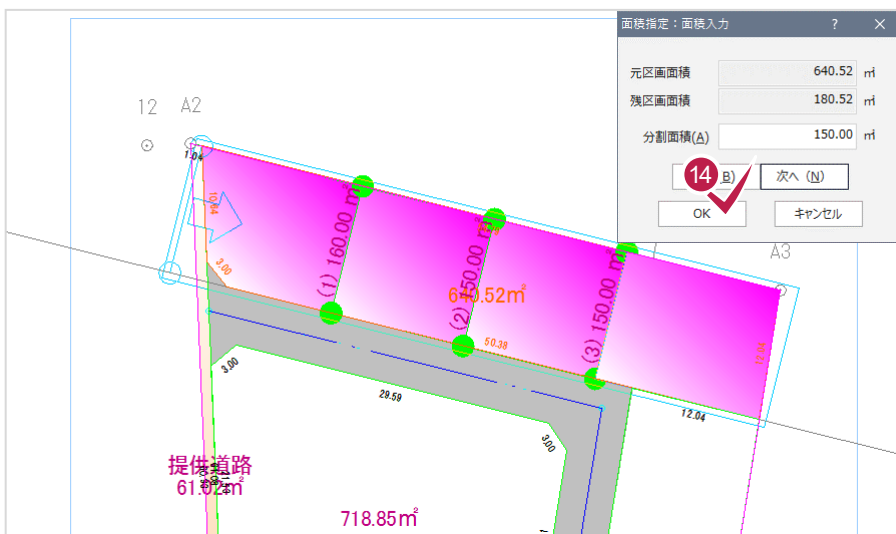 面積指定：面積入力 ? ×
元区画面積 640.52 ㎡
残区画面積 180.52 ㎡
分割面積(A) 150.00 ㎡
14 (B) 次へ (N)
OK キャンセル
12 A2
A3
1.04
10.64
3.00
(1) 160.00 ㎡
(2) 150.00 ㎡
(3) 150.00 ㎡
640.52㎡
50.38
12.94
12.04
3.00
29.59
3.00
提供道路
61.02㎡
718.85㎡